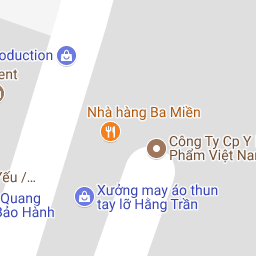 oduction
ent
Nhà hàng Ba Miền
Công Ty Cp Y
Phẩm Việt Nam
Yếu /...
Quang
Bảo Hành
Xưởng may áo thun
tay lỡ Hằng Trần